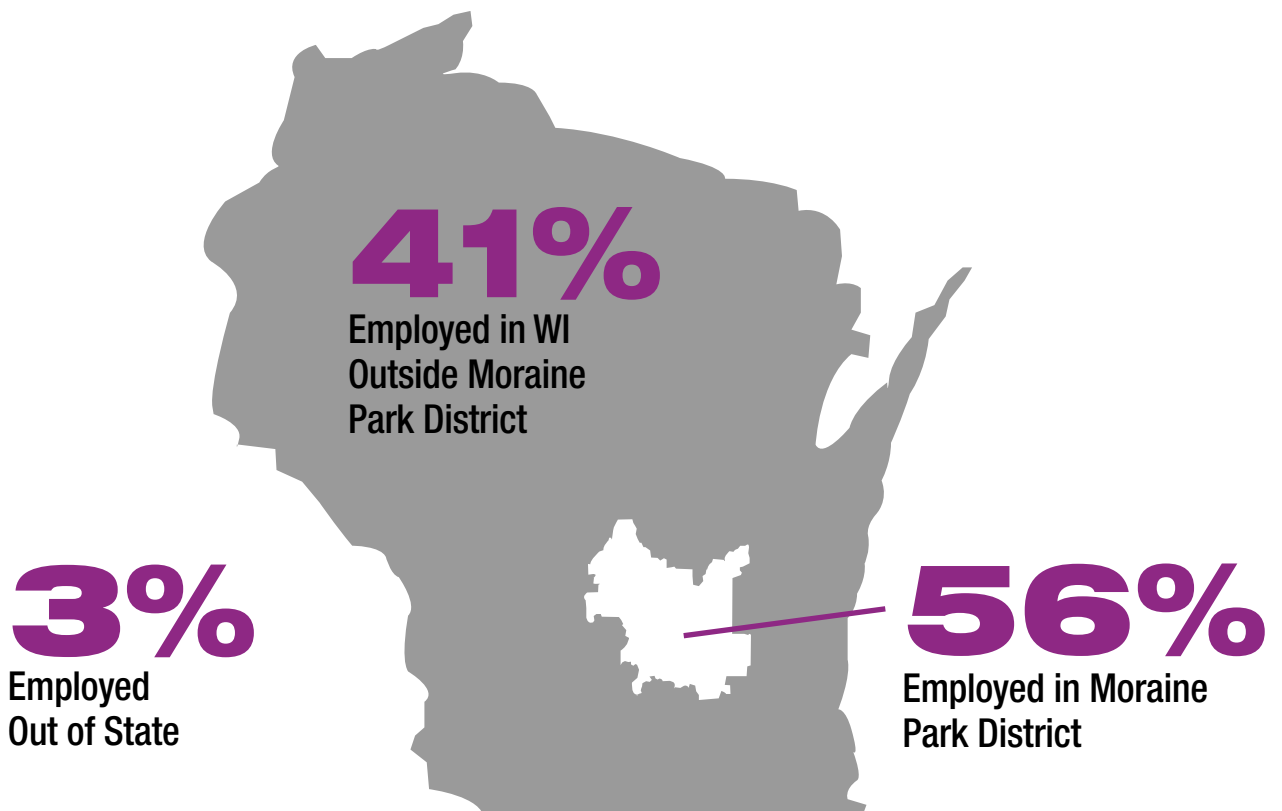 41%
Employed in WI
Outside Moraine
Park District
3%
Employed
Out of State
56%
Employed in Moraine
Park District